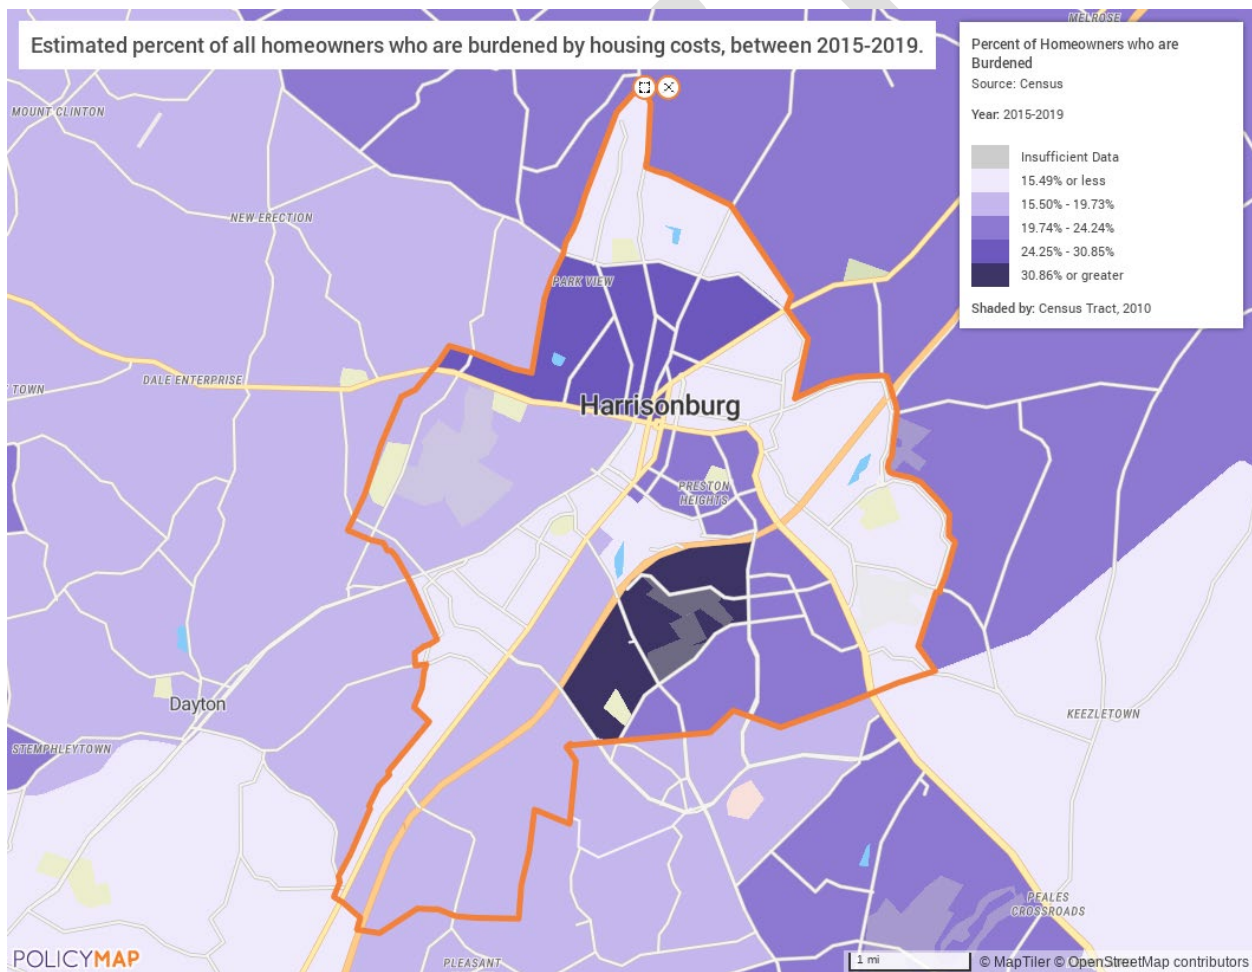 Estimated percent of all homeowners who are burdened by housing costs, between 2015-2019.
MELROSE
Percent of Homeowners who are
Burdened
Source: Census
Year: 2015-2019
Insufficient Data
15.49% or less
15.50% - 19.73%
19.74% - 24.24%
24.25% - 30.85%
30.86% or greater
Shaded by: Census Tract, 2010
MOUNT CLINTON
NEW ERECTION
PARK VIEW
TOWN
DALE ENTERPRISE
Harrisonburg
PRESTON
HEIGHTS
Dayton
KEEZLETOWN
STEMPHLEYTOWN
PEALES
CROSSROADS
PLEASANT
POLICYMAP
1 mi
© MapTiler © OpenStreetMap contributors